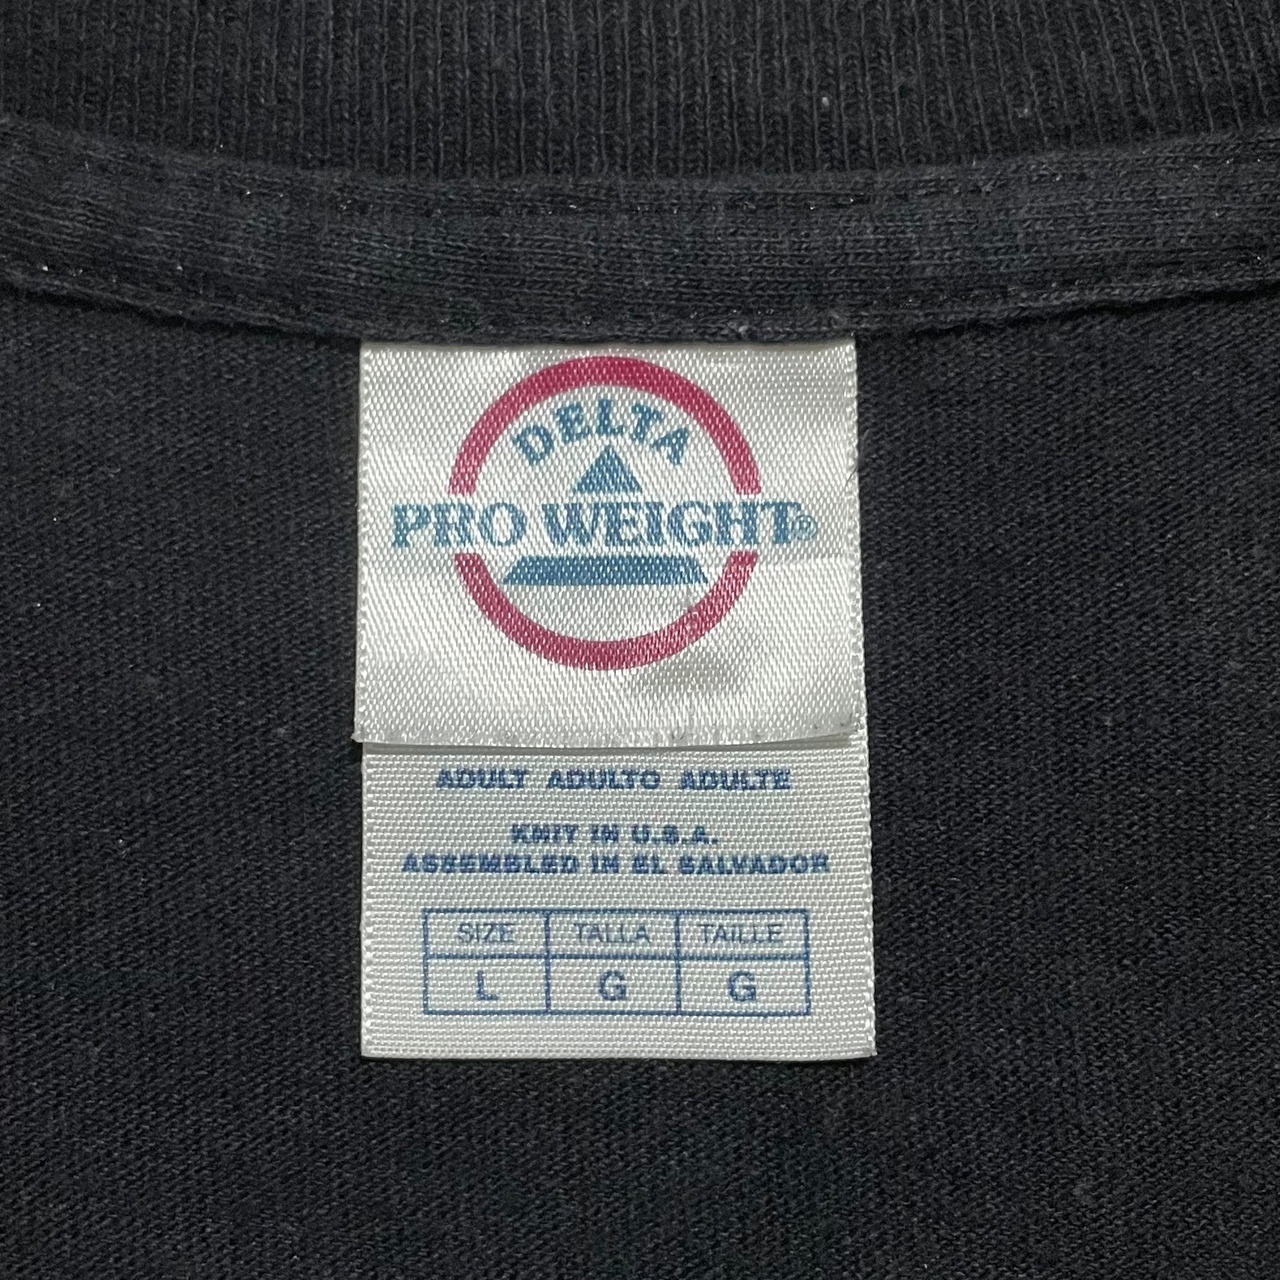 DELTA
PRO WEIGHT®
ADULT ADULTO ADULTE
KNIT IN U.S.A.
ASSEMBLED IN EL SALVADOR
SIZE TALLA TAILLE
L G G